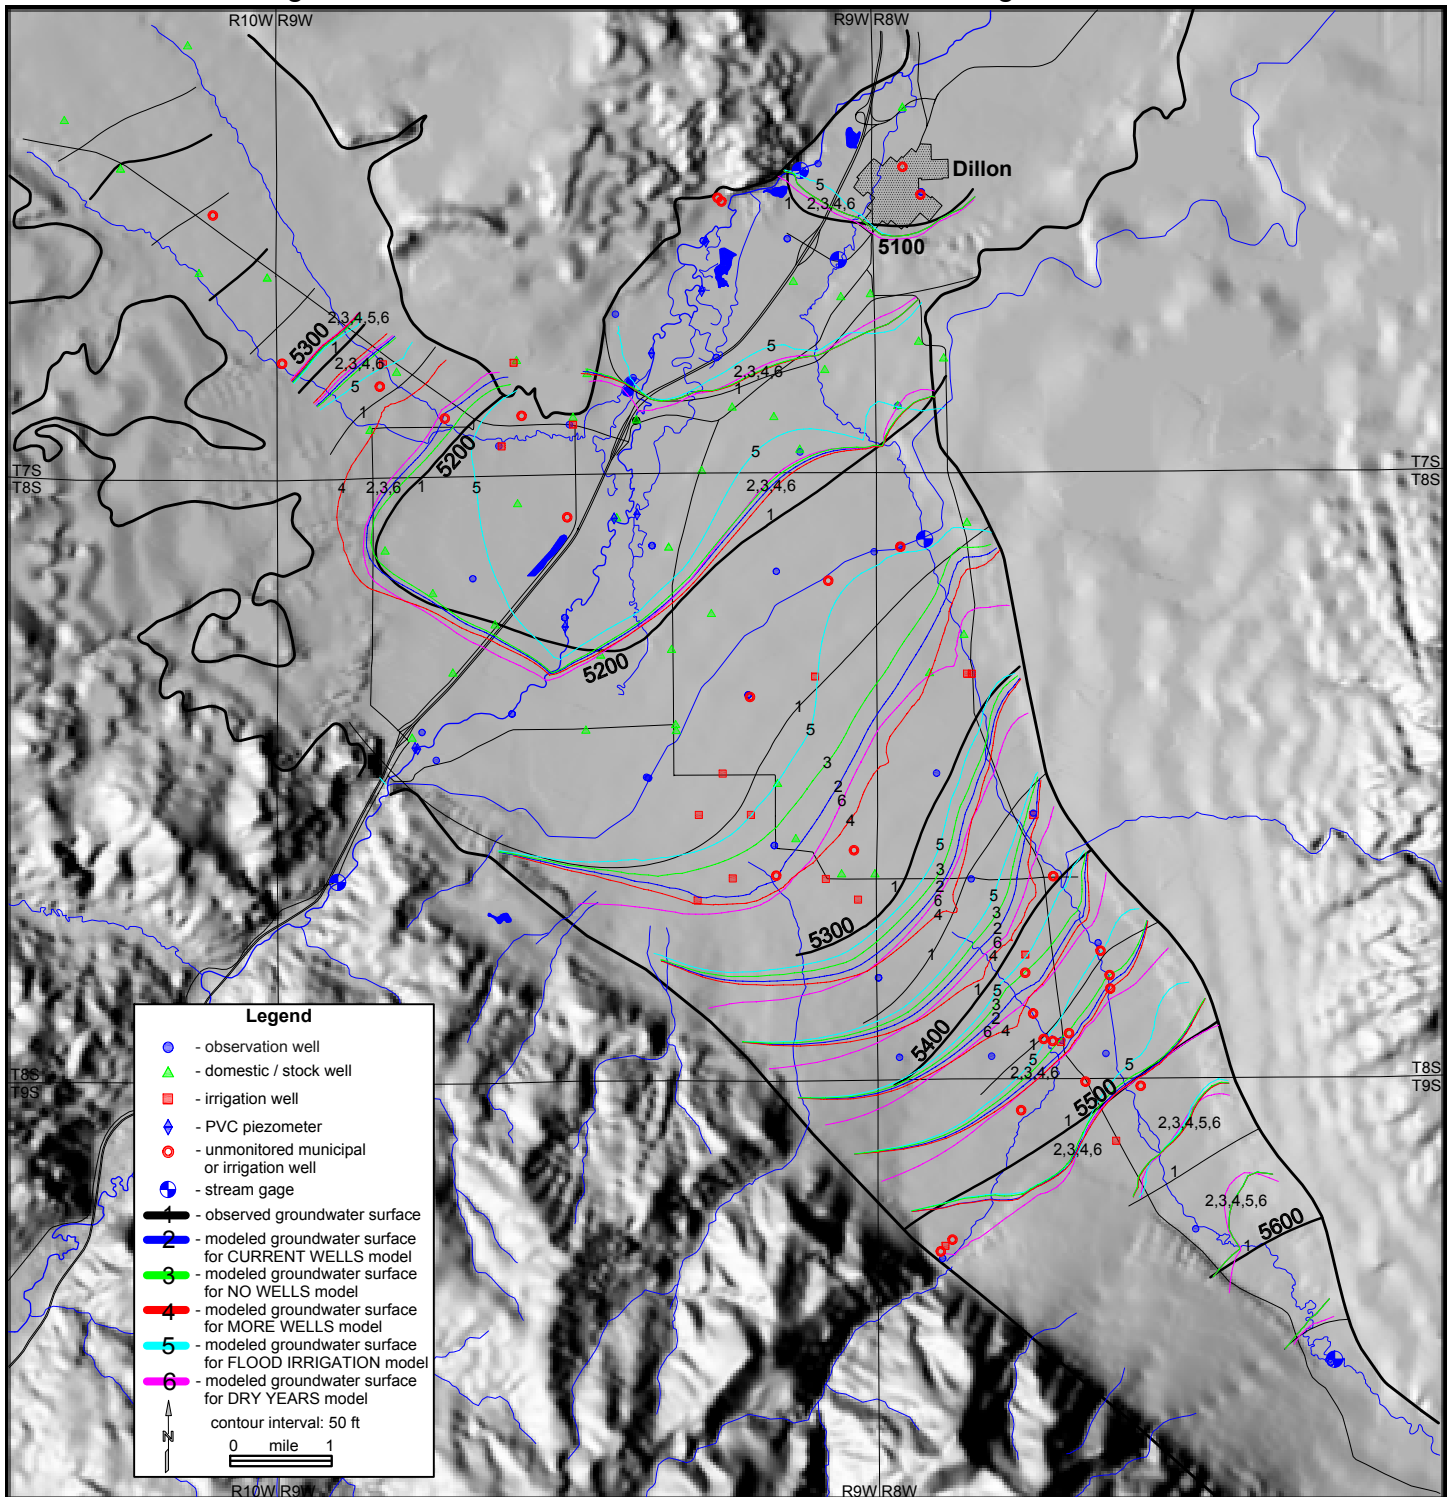 R10W R9W
R9W R8W
Dillon
5
1
2,3,4,6
5100
2,3,4,5,6
5300
1
2,3,4,6
5
1
5
2,3,4,6
1
5200
5
T7S
T7S
T8S
T8S
4
2,3,6
1
5
2,3,4,6
1
5200
1
5
3
2
6
4
5
3
2
6
4
1
5300
5
3
2
6
4
1
1
5
3
2
6
4
5400
1
5
2,3,4,6
T8S
T8S
T9S
T9S
5
5500
1
2,3,4,6
2,3,4,5,6
1
2,3,4,5,6
5600
1
Legend
- observation well
- domestic / stock well
- irrigation well
- PVC piezometer
- unmonitored municipal
or irrigation well
- stream gage
1 - observed groundwater surface
2 - modeled groundwater surface
for CURRENT WELLS model
3 - modeled groundwater surface
for NO WELLS model
4 - modeled groundwater surface
for MORE WELLS model
5 - modeled groundwater surface
for FLOOD IRRIGATION model
6 - modeled groundwater surface
for DRY YEARS model
contour interval: 50 ft
N
0 mile 1
R10W R9W
R9W R8W